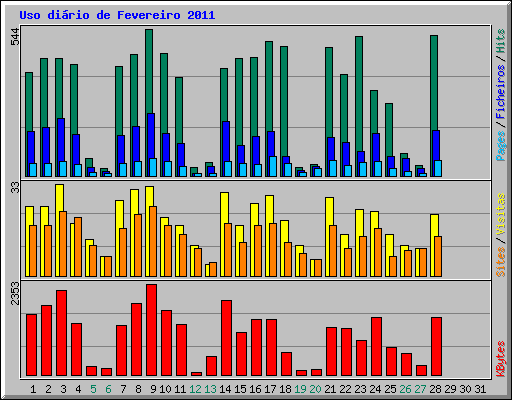 Uso diário de Fevereiro 2011
544
33
2353
Pages / Ficheiros / Hits
Sites / Visitas
KBytes
1 2 3 4 5 6 7 8 9 10 11 12 13 14 15 16 17 18 19 20 21 22 23 24 25 26 27 28 29 30 31